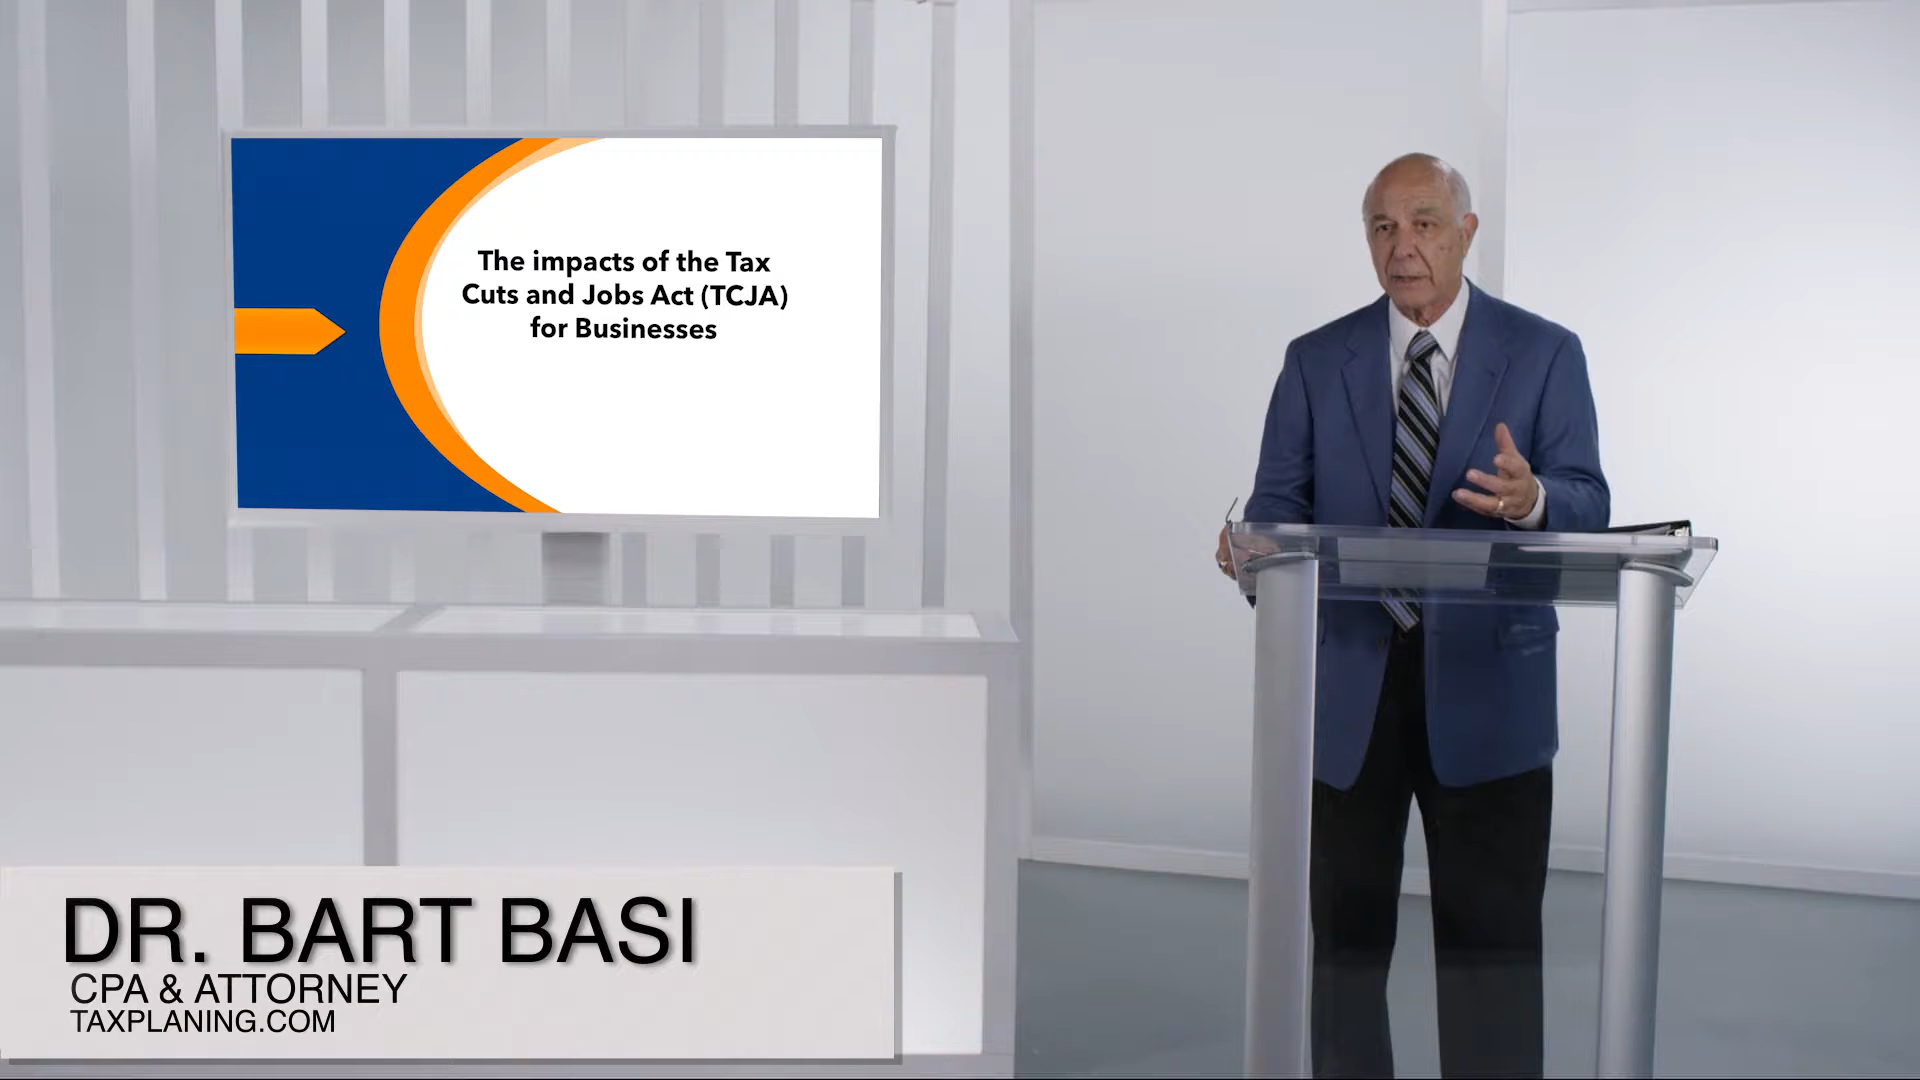 The impacts of the Tax
Cuts and Jobs Act (TCJA)
for Businesses
DR. BART BASI
CPA & ATTORNEY
TAXPLANING.COM